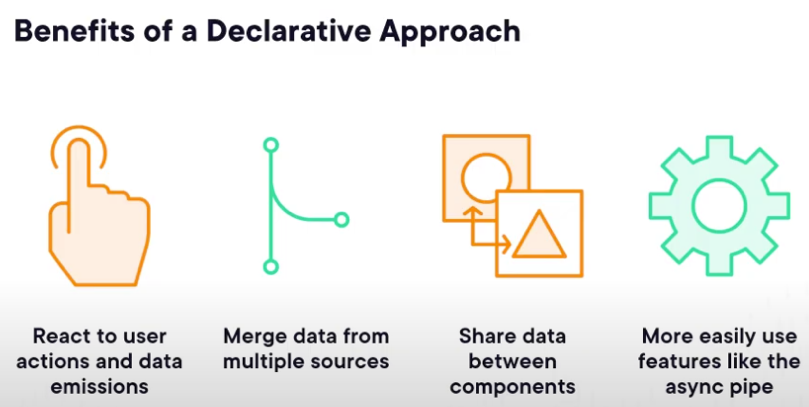 Benefits of a Declarative Approach
React to user
actions and data
emissions
Merge data from
multiple sources
Share data
between
components
More easily use
features like the
async pipe